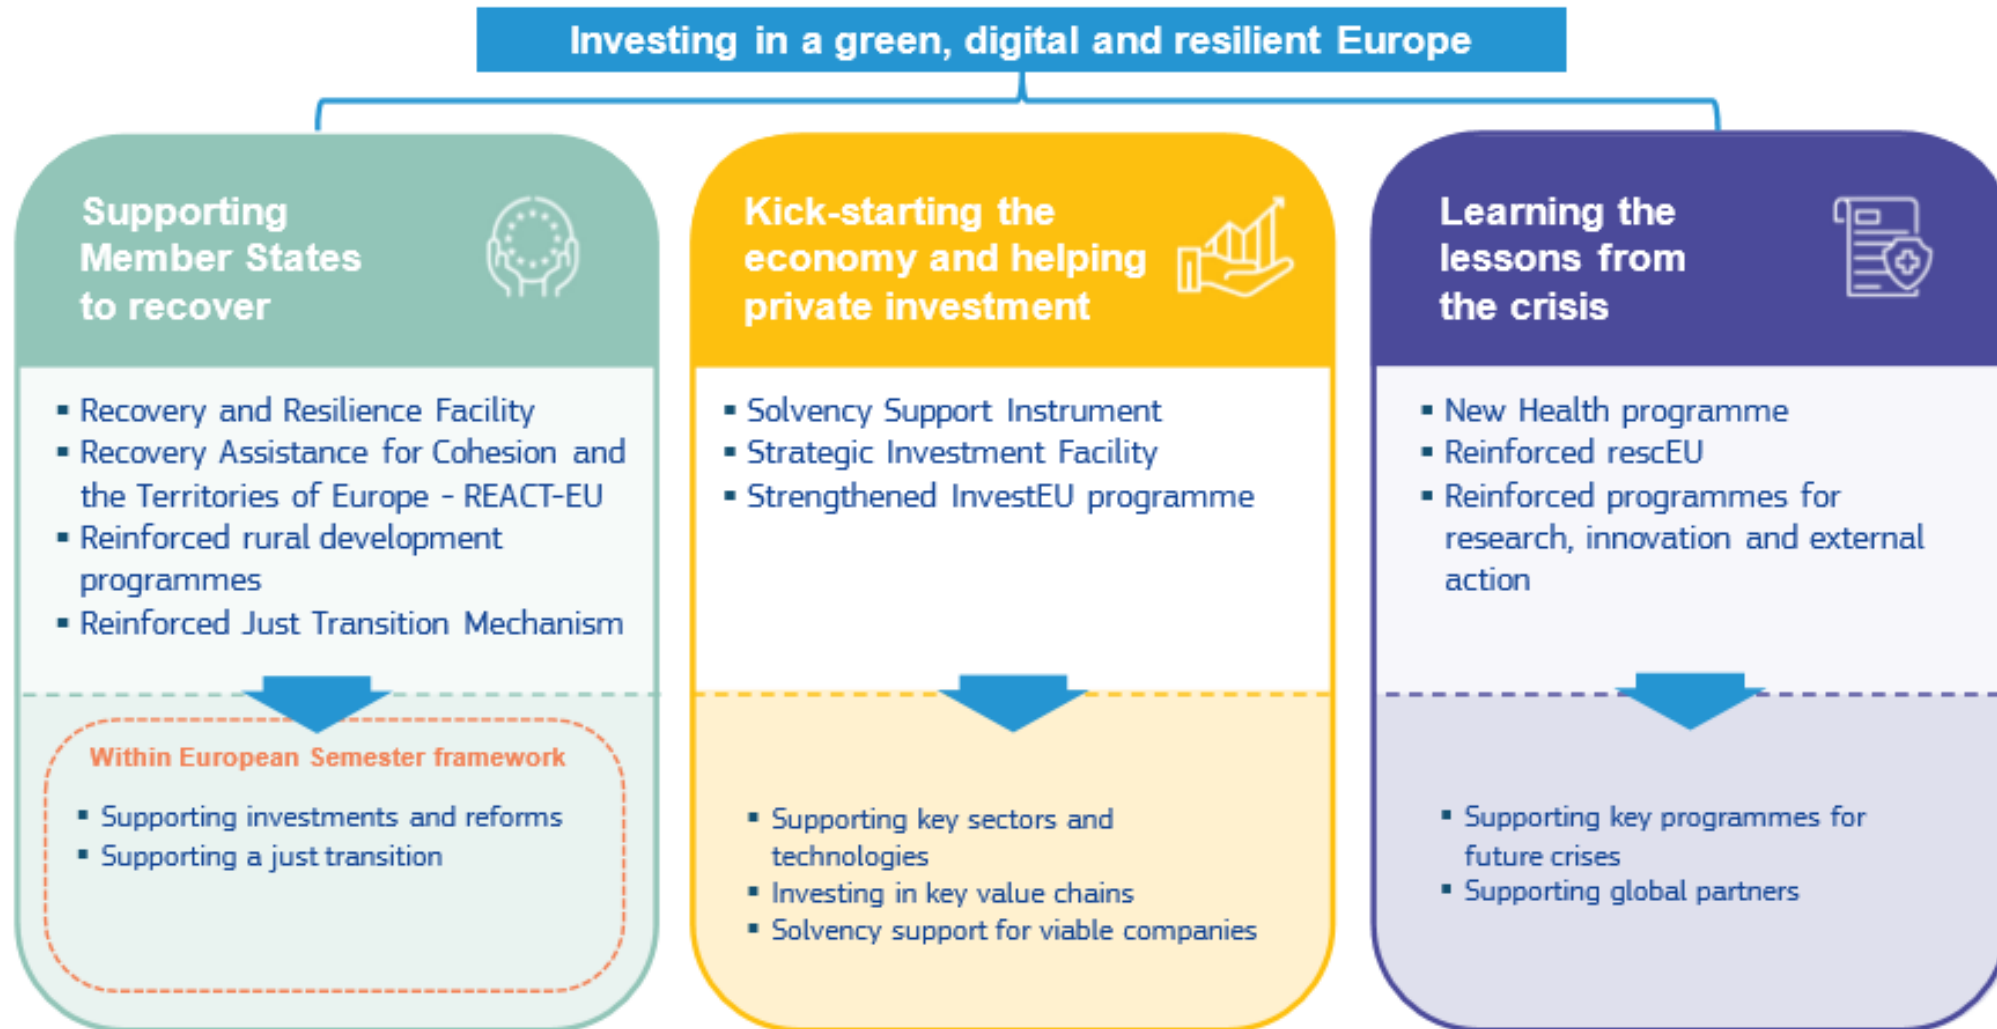 Investing in a green, digital and resilient Europe
Supporting
Member States
to recover
▪ Recovery and Resilience Facility
▪ Recovery Assistance for Cohesion and
the Territories of Europe - REACT-EU
▪ Reinforced rural development
programmes
▪ Reinforced Just Transition Mechanism
Within European Semester framework
▪ Supporting investments and reforms
▪ Supporting a just transition
Kick-starting the
economy and helping
private investment
▪ Solvency Support Instrument
▪ Strategic Investment Facility
▪ Strengthened InvestEU programme
▪ Supporting key sectors and
technologies
▪ Investing in key value chains
▪ Solvency support for viable companies
Learning the
lessons from
the crisis
▪ New Health programme
▪ Reinforced rescEU
▪ Reinforced programmes for
research, innovation and external
action
▪ Supporting key programmes for
future crises
▪ Supporting global partners